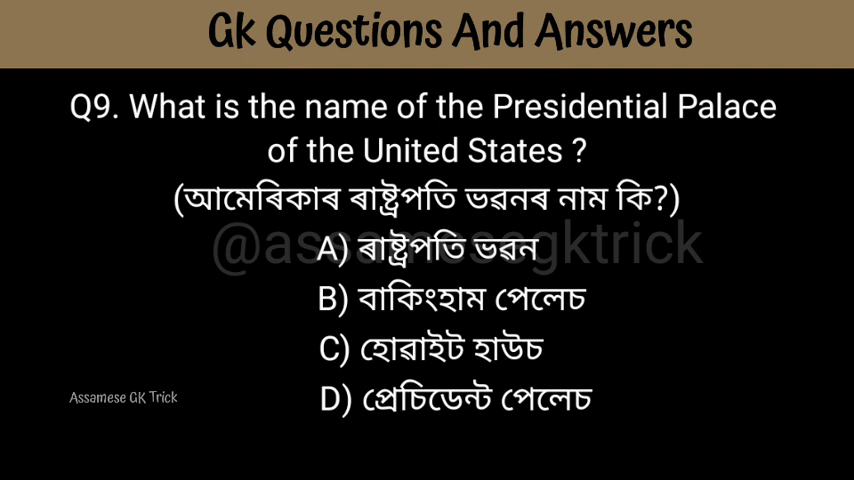 Gk Questions And Answers
Q9. What is the name of the Presidential Palace
of the United States ?
(আমেৰিকাৰ ৰাষ্ট্ৰপতি ভৱনৰ নাম কি?)
@assamesegktrick
A) ৰাষ্ট্ৰপতি ভৱন
B) বাকিংহাম পেলেচ
C) হোৱাইট হাউচ
Assamese GK Trick
D) প্ৰেচিডেন্ট পেলেচ